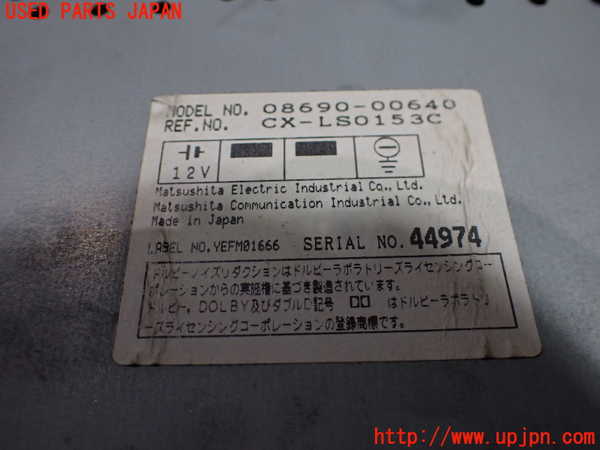 USED PARTS JAPAN
MODEL NO. 08690-00640
REF.NO. CX-LS0153C
12V
Matsushita Electric Industrial Co., Ltd.
Matsushita Communication Industrial Co., Ltd.
Made in Japan
LABEL NO.YEFM01666 SERIAL NO. 44974
ドルビーノイズリダクションはドルビーラボラトリーズライセンシングコー
ポレーションからの実施権に基づき製造されています。
ドルビー,DOLBY及びダブルD記号 はドルビーラボラトリ
ーズライセンシングコーポレーションの登録商標です。
http://www.upjpn.com